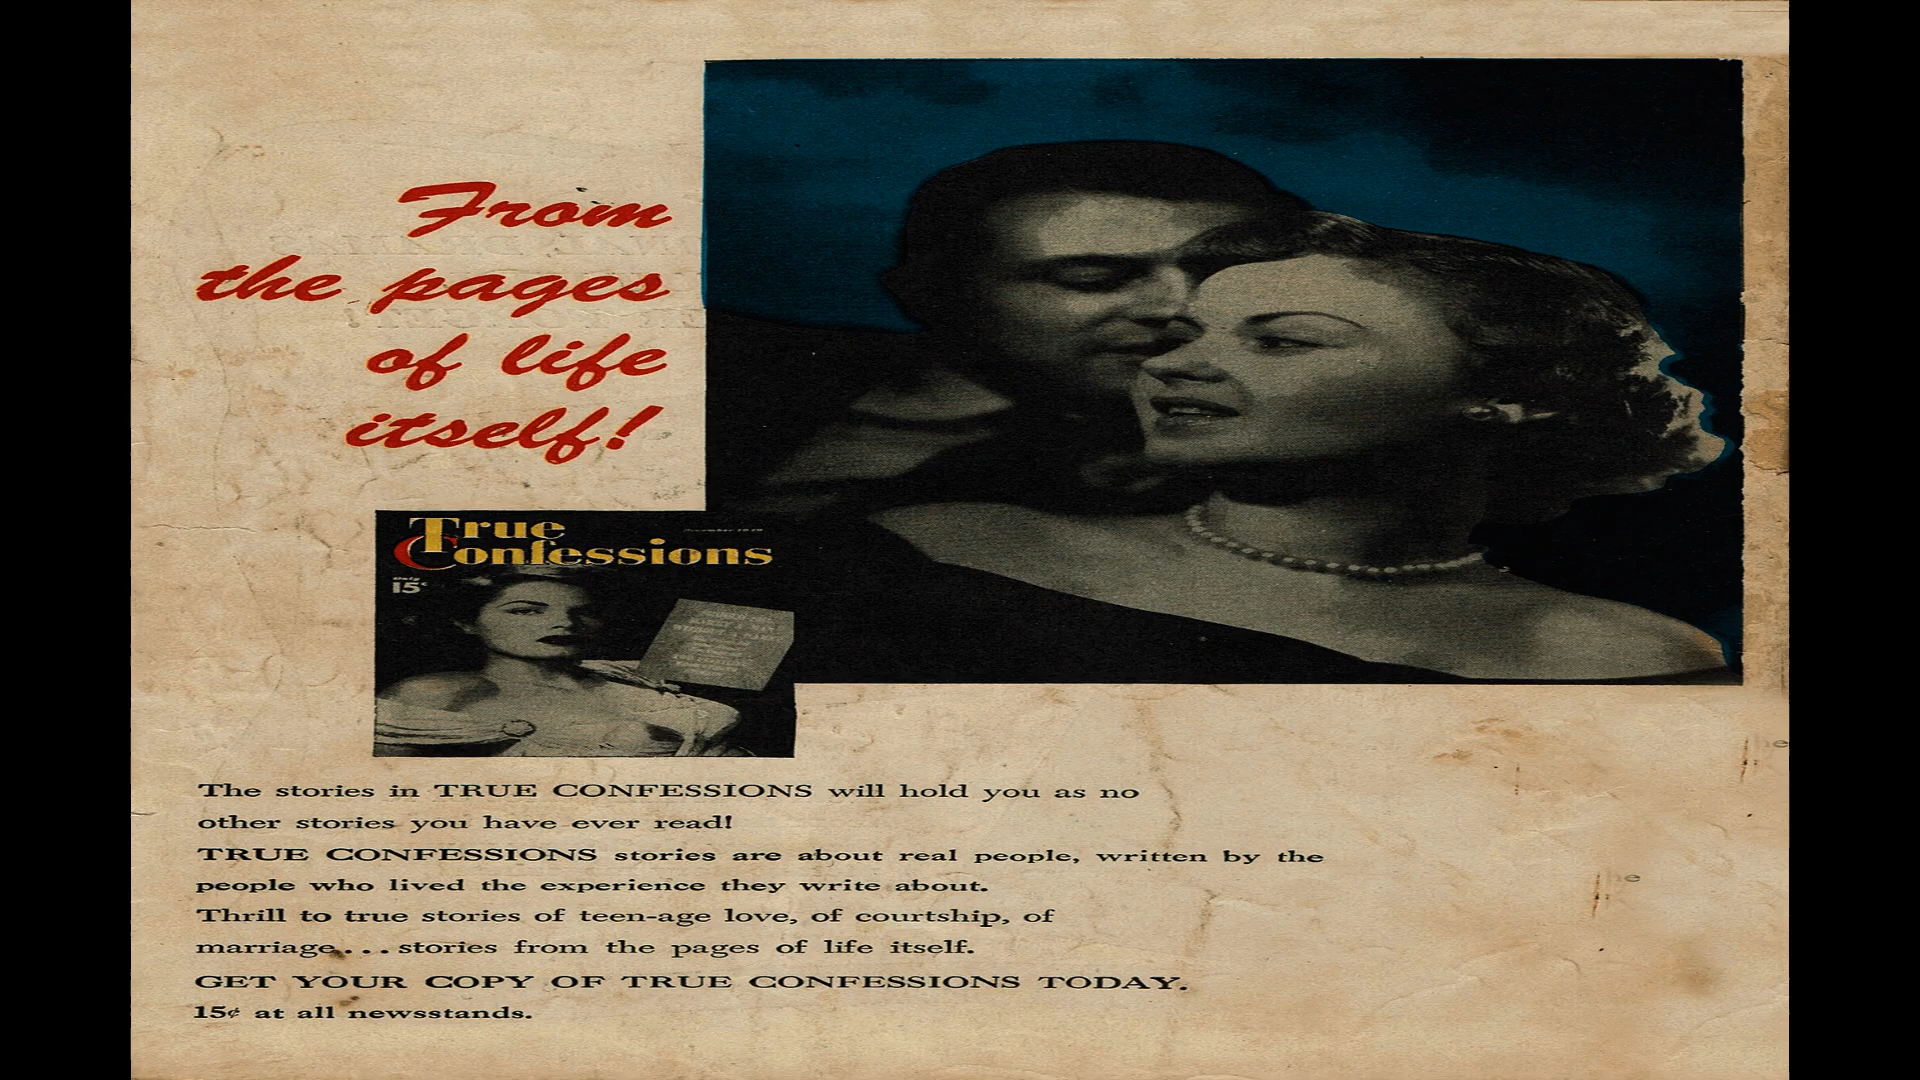 From
the pages
of life
itself!
True
Confessions
Only
15¢
The stories in TRUE CONFESSIONS will hold you as no
other stories you have ever read!
TRUE CONFESSIONS stories are about real people, written by the
people who lived the experience they write about.
Thrill to true stories of teen-age love, of courtship, of
marriage...stories from the pages of life itself.
GET YOUR COPY OF TRUE CONFESSIONS TODAY.
15¢ at all newsstands.